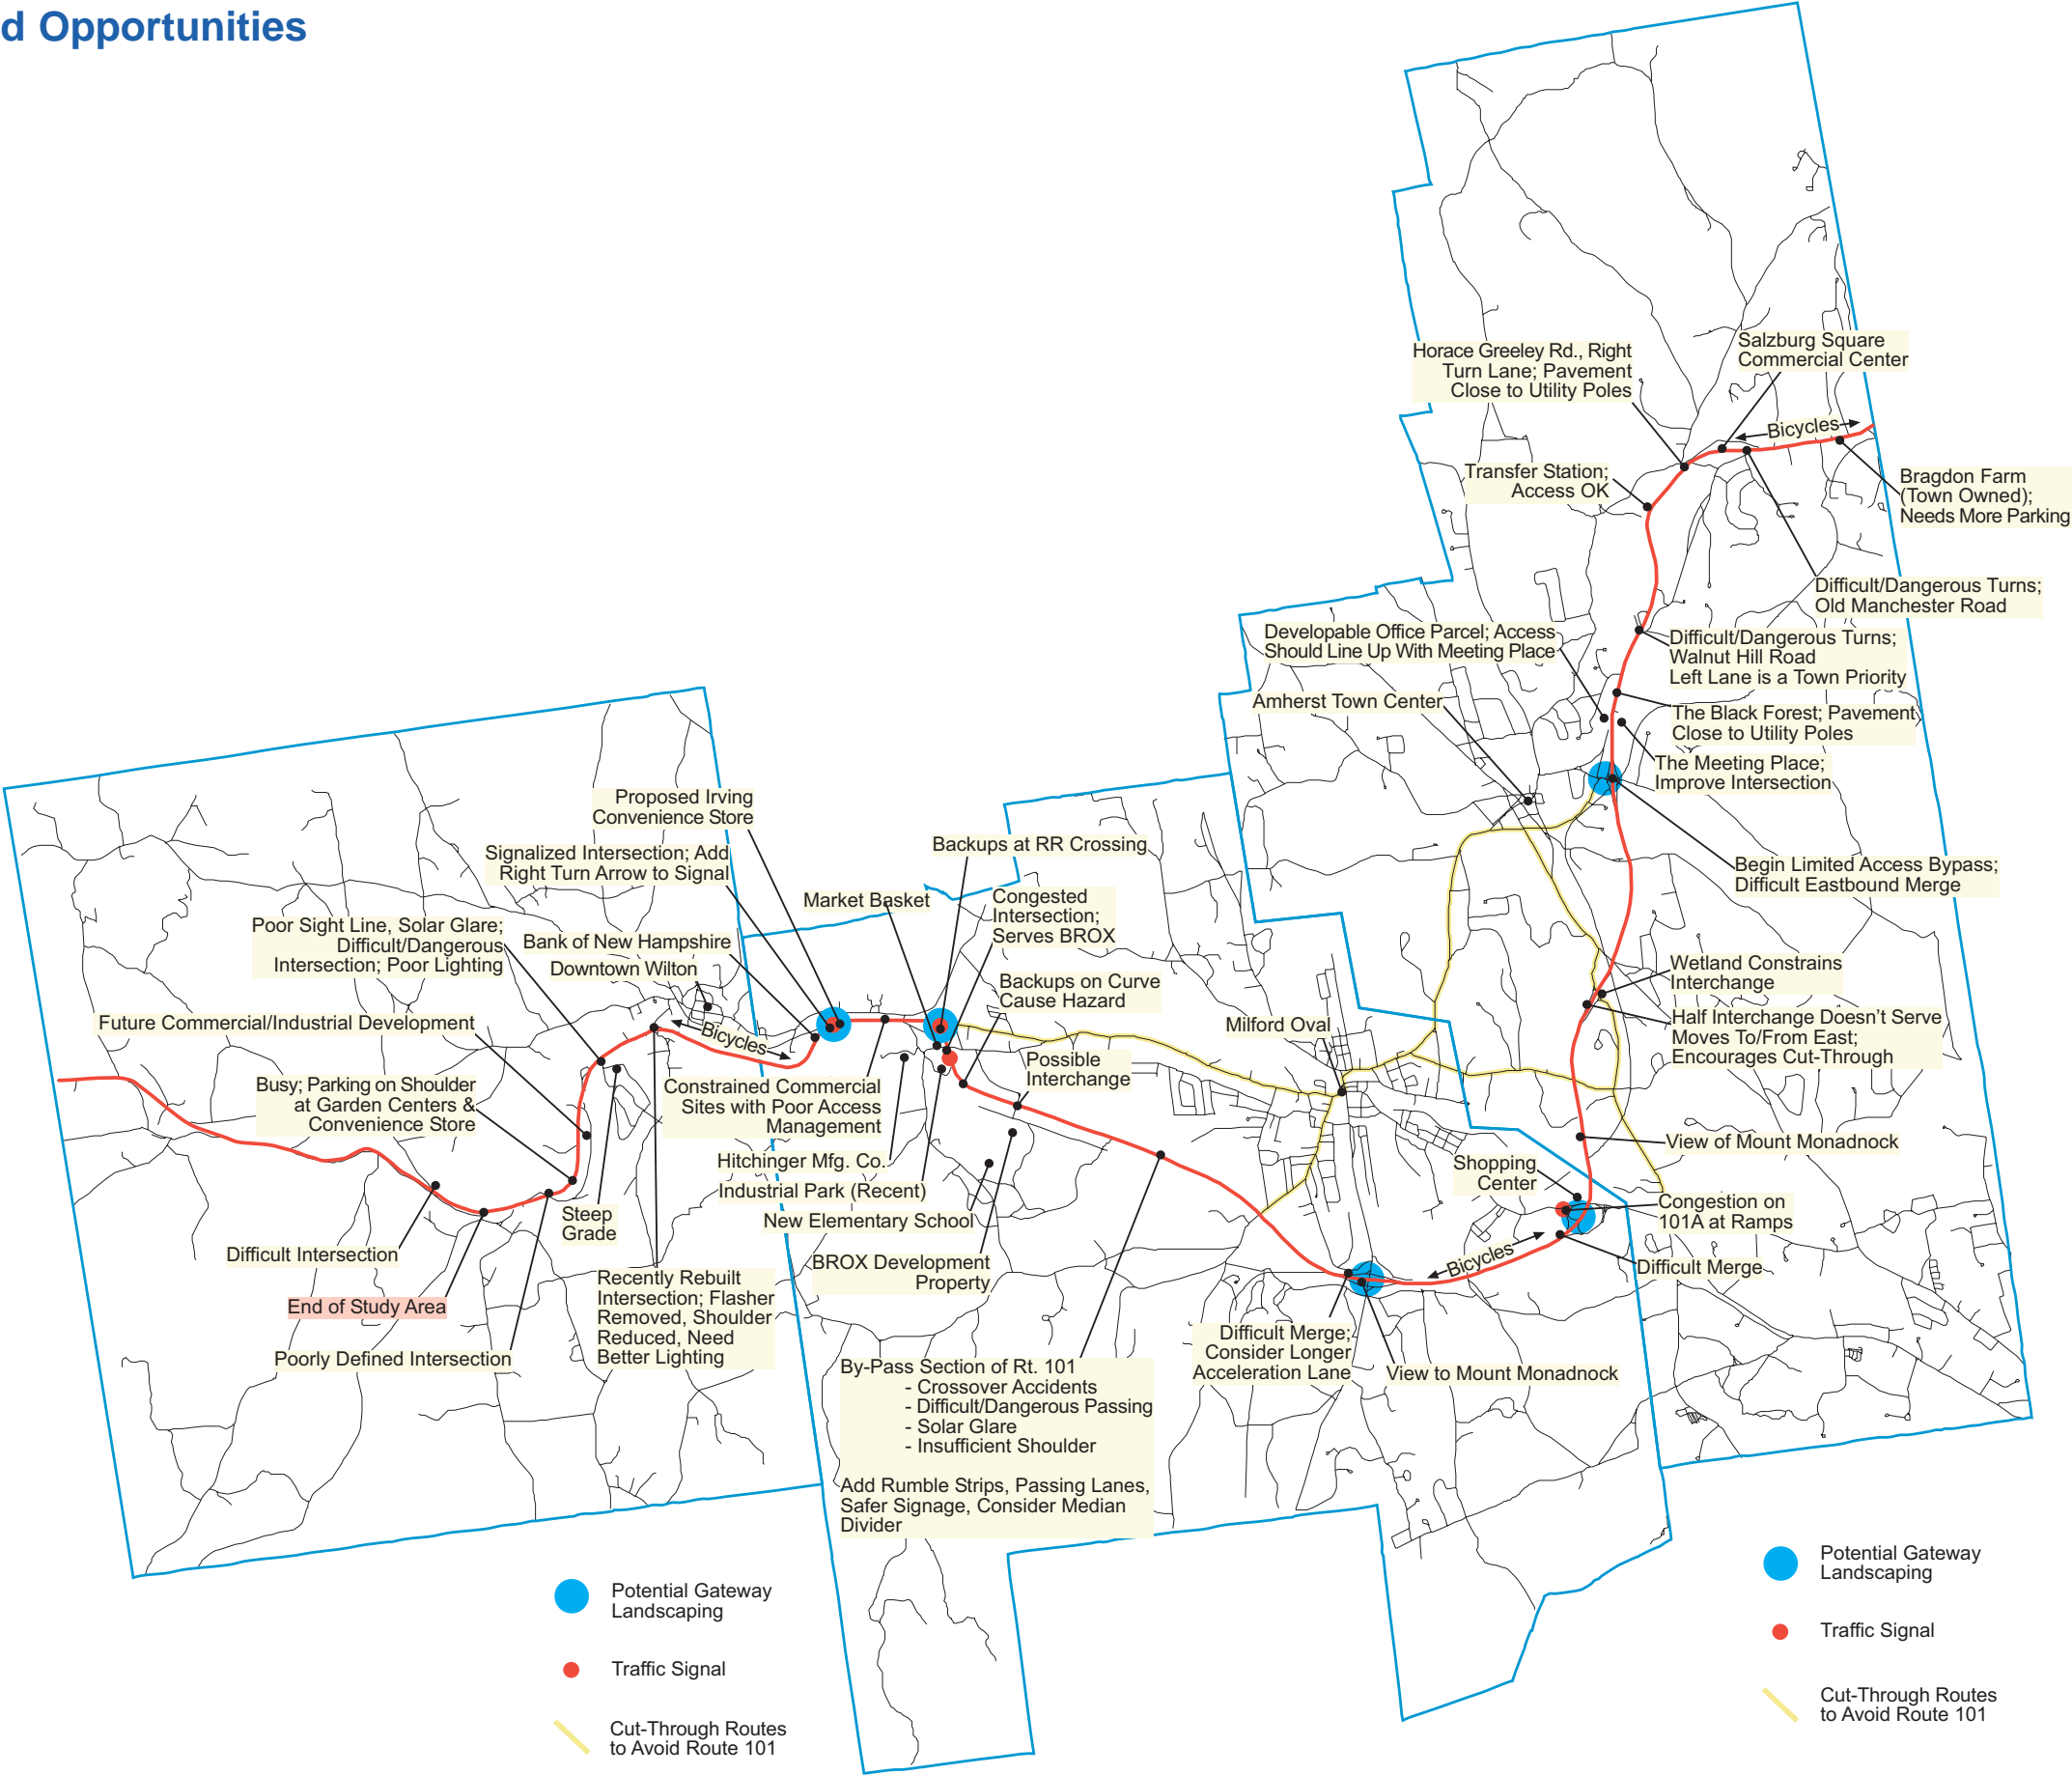 d Opportunities
Horace Greeley Rd., Right
Turn Lane; Pavement
Close to Utility Poles
Salzburg Square
Commercial Center
Bicycles
Transfer Station;
Access OK
Bragdon Farm
(Town Owned);
Needs More Parking
Difficult/Dangerous Turns;
Old Manchester Road
Developable Office Parcel; Access
Should Line Up With Meeting Place
Difficult/Dangerous Turns;
Walnut Hill Road
Left Lane is a Town Priority
Amherst Town Center
The Black Forest; Pavement
Close to Utility Poles
The Meeting Place;
Improve Intersection
Begin Limited Access Bypass;
Difficult Eastbound Merge
Proposed Irving
Convenience Store
Signalized Intersection; Add
Right Turn Arrow to Signal
Backups at RR Crossing
Market Basket
Congested
Intersection;
Serves BROX
Poor Sight Line, Solar Glare;
Difficult/Dangerous
Intersection; Poor Lighting
Bank of New Hampshire
Downtown Wilton
Backups on Curve
Cause Hazard
Wetland Constrains
Interchange
Future Commercial/Industrial Development
Bicycles
Milford Oval
Half Interchange Doesn't Serve
Moves To/From East;
Encourages Cut-Through
Busy; Parking on Shoulder
at Garden Centers &
Convenience Store
Constrained Commercial
Sites with Poor Access
Management
Possible
Interchange
View of Mount Monadnock
Hitchinger Mfg. Co.
Industrial Park (Recent)
Shopping
Center
New Elementary School
Steep
Grade
Congestion on
101A at Ramps
Difficult Intersection
BROX Development
Property
Bicycles
Difficult Merge
End of Study Area
Recently Rebuilt
Intersection; Flasher
Removed, Shoulder
Reduced, Need
Better Lighting
Poorly Defined Intersection
Difficult Merge;
Consider Longer
Acceleration Lane
View to Mount Monadnock
By-Pass Section of Rt. 101
- Crossover Accidents
- Difficult/Dangerous Passing
- Solar Glare
- Insufficient Shoulder
Add Rumble Strips, Passing Lanes,
Safer Signage, Consider Median
Divider
Potential Gateway
Landscaping
Traffic Signal
Cut-Through Routes
to Avoid Route 101
Potential Gateway
Landscaping
Traffic Signal
Cut-Through Routes
to Avoid Route 101